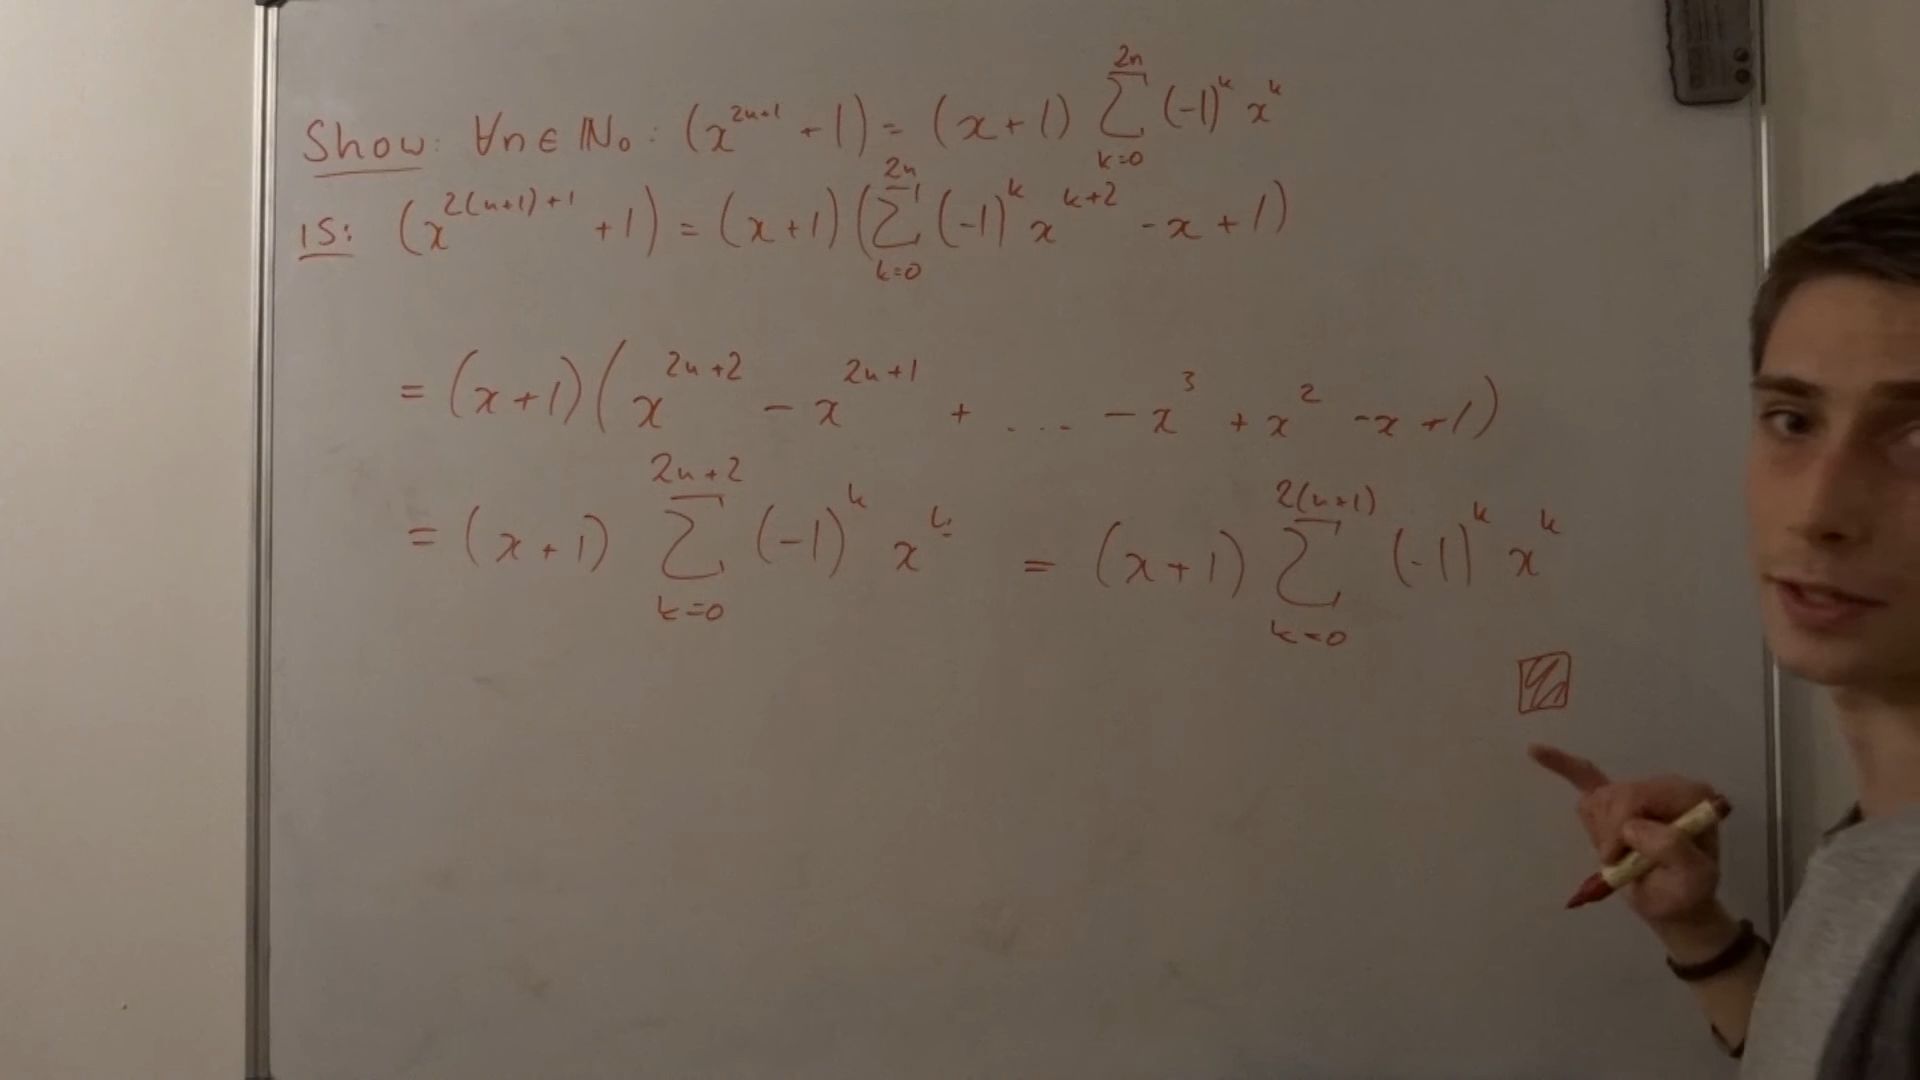 Show: ∀n ∈ ℕ₀: (x^{2n+1} + 1) = (x + 1) ∑_{k=0}^{2n} (-1)^k x^k
IS: (x^{2(n+1)+1} + 1) = (x + 1) (∑_{k=0}^{2n} (-1)^k x^{k+2} - x + 1)
= (x + 1) (x^{2n+2} - x^{2n+1} + ... - x^3 + x^2 - x + 1)
= (x + 1) ∑_{k=0}^{2n+2} (-1)^k x^k = (x + 1) ∑_{k=0}^{2(n+1)} (-1)^k x^k